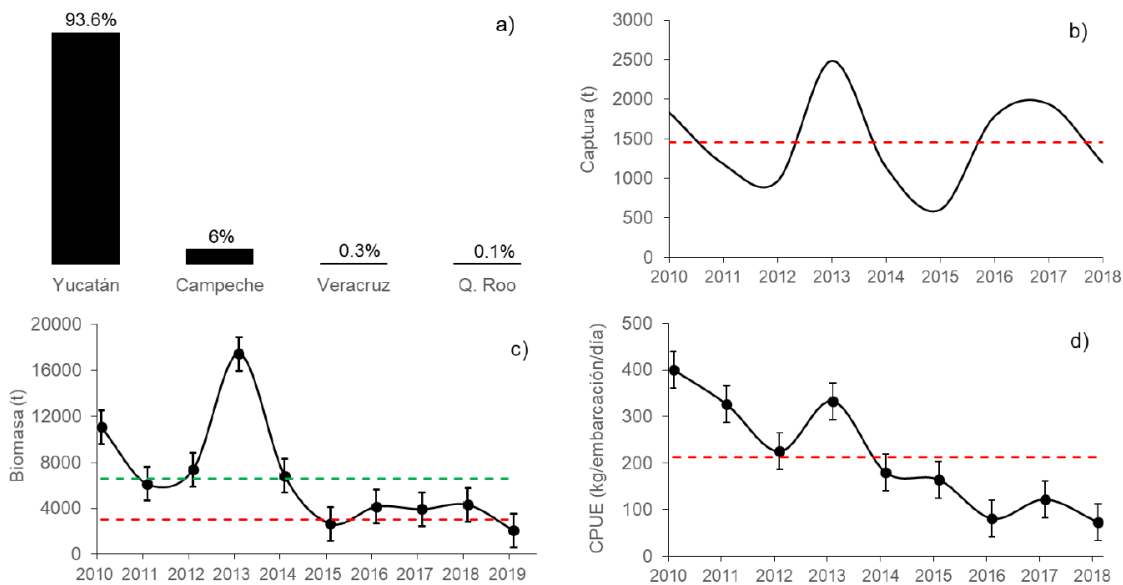 93.6%
a)
6%
0.3%
0.1%
Yucatán Campeche Veracruz Q. Roo
b)
Captura (t)
3000
2500
2000
1500
1000
500
0
2010 2011 2012 2013 2014 2015 2016 2017 2018
c)
Biomasa (t)
20000
16000
12000
8000
4000
0
2010 2011 2012 2013 2014 2015 2016 2017 2018 2019
d)
CPUE (kg/embarcación/día)
500
400
300
200
100
0
2010 2011 2012 2013 2014 2015 2016 2017 2018